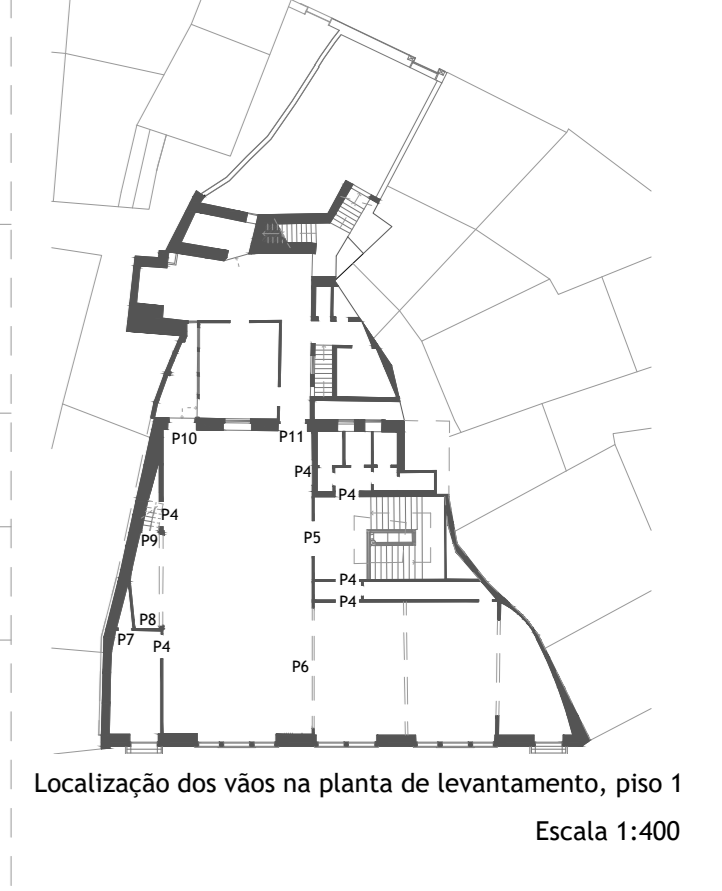 P10
P11
P4
P4
P4
P5
P9
P4
P4
P8
P7
P4
P6
Localização dos vãos na planta de levantamento, piso 1
Escala 1:400